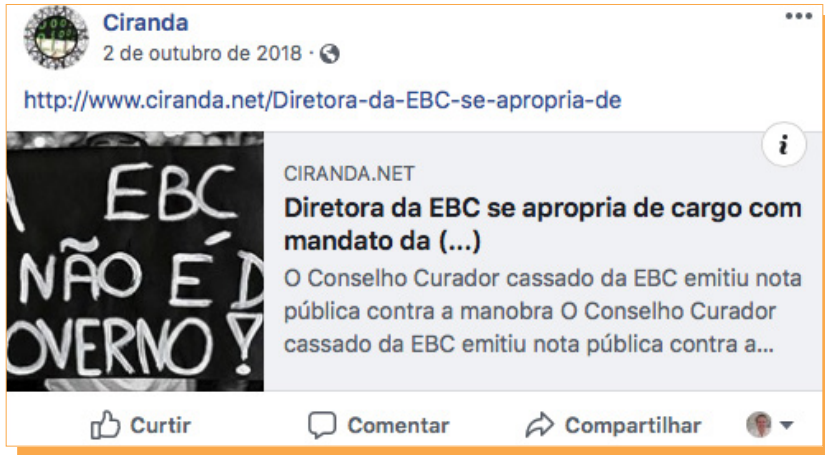 Ciranda
2 de outubro de 2018 ·
http://www.ciranda.net/Diretora-da-EBC-se-apropria-de
EBC
NÃO É D
OVERNO!
i
CIRANDA.NET
Diretora da EBC se apropria de cargo com
mandato da (...)
O Conselho Curador cassado da EBC emitiu nota
pública contra a manobra O Conselho Curador
cassado da EBC emitiu nota pública contra a...
Curtir
Comentar
Compartilhar